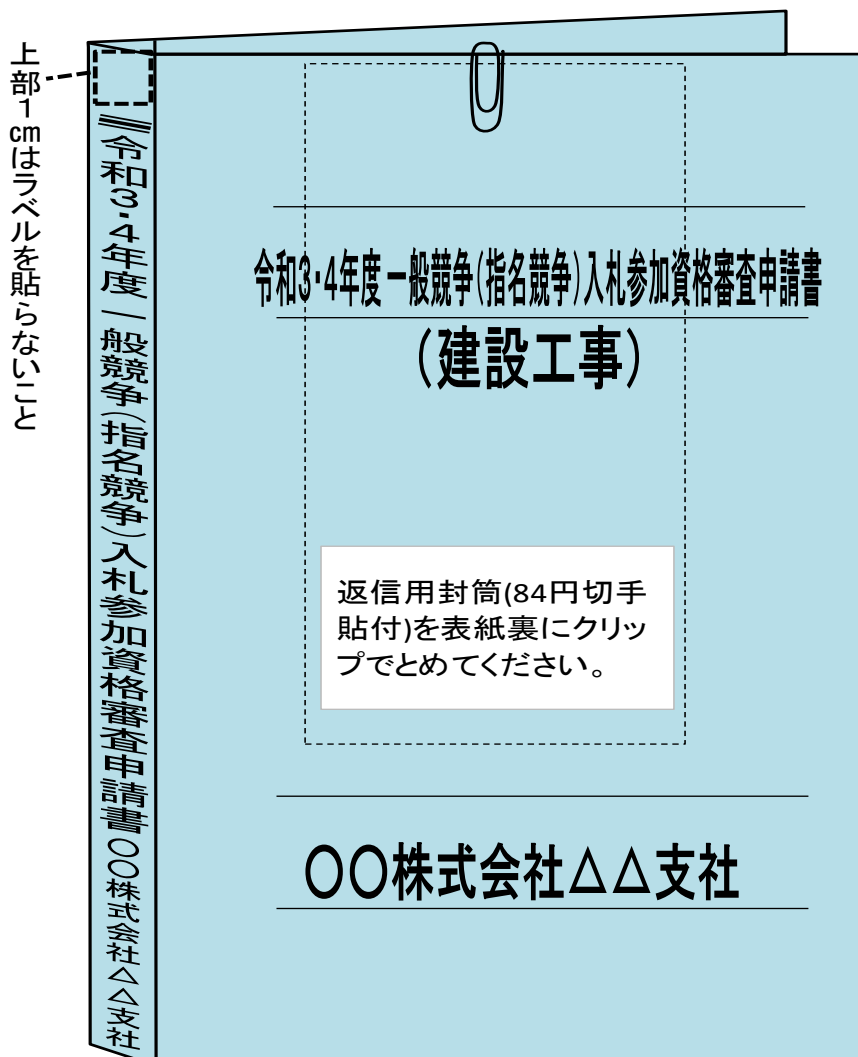 上部1cmはラベルを貼らないこと
令和3・4年度 一般競争(指名競争)入札参加資格審査申請書 〇〇株式会社△△支社
令和3・4年度 一般競争(指名競争)入札参加資格審査申請書
(建設工事)
返信用封筒(84円切手
貼付)を表紙裏にクリッ
プでとめてください。
〇〇株式会社△△支社